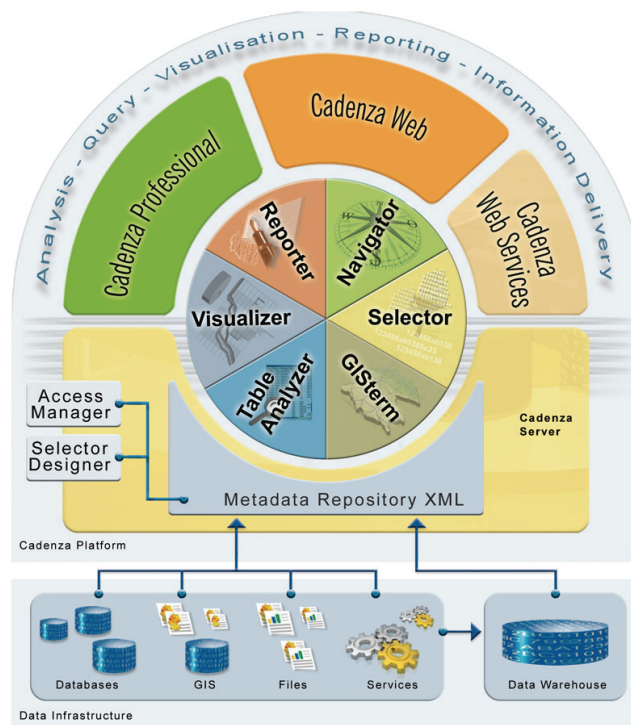 Analysis - Query - Visualisation - Reporting - Information Delivery
Cadenza Professional
Cadenza Web
Cadenza
Web Services
Reporter
Navigator
Visualizer
Selector
Table
Analyzer
GISterm
Access
Manager
Selector
Designer
Cadenza
Server
Metadata Repository XML
Cadenza Platform
Databases
GIS
Files
Services
Data Warehouse
Data Infrastructure